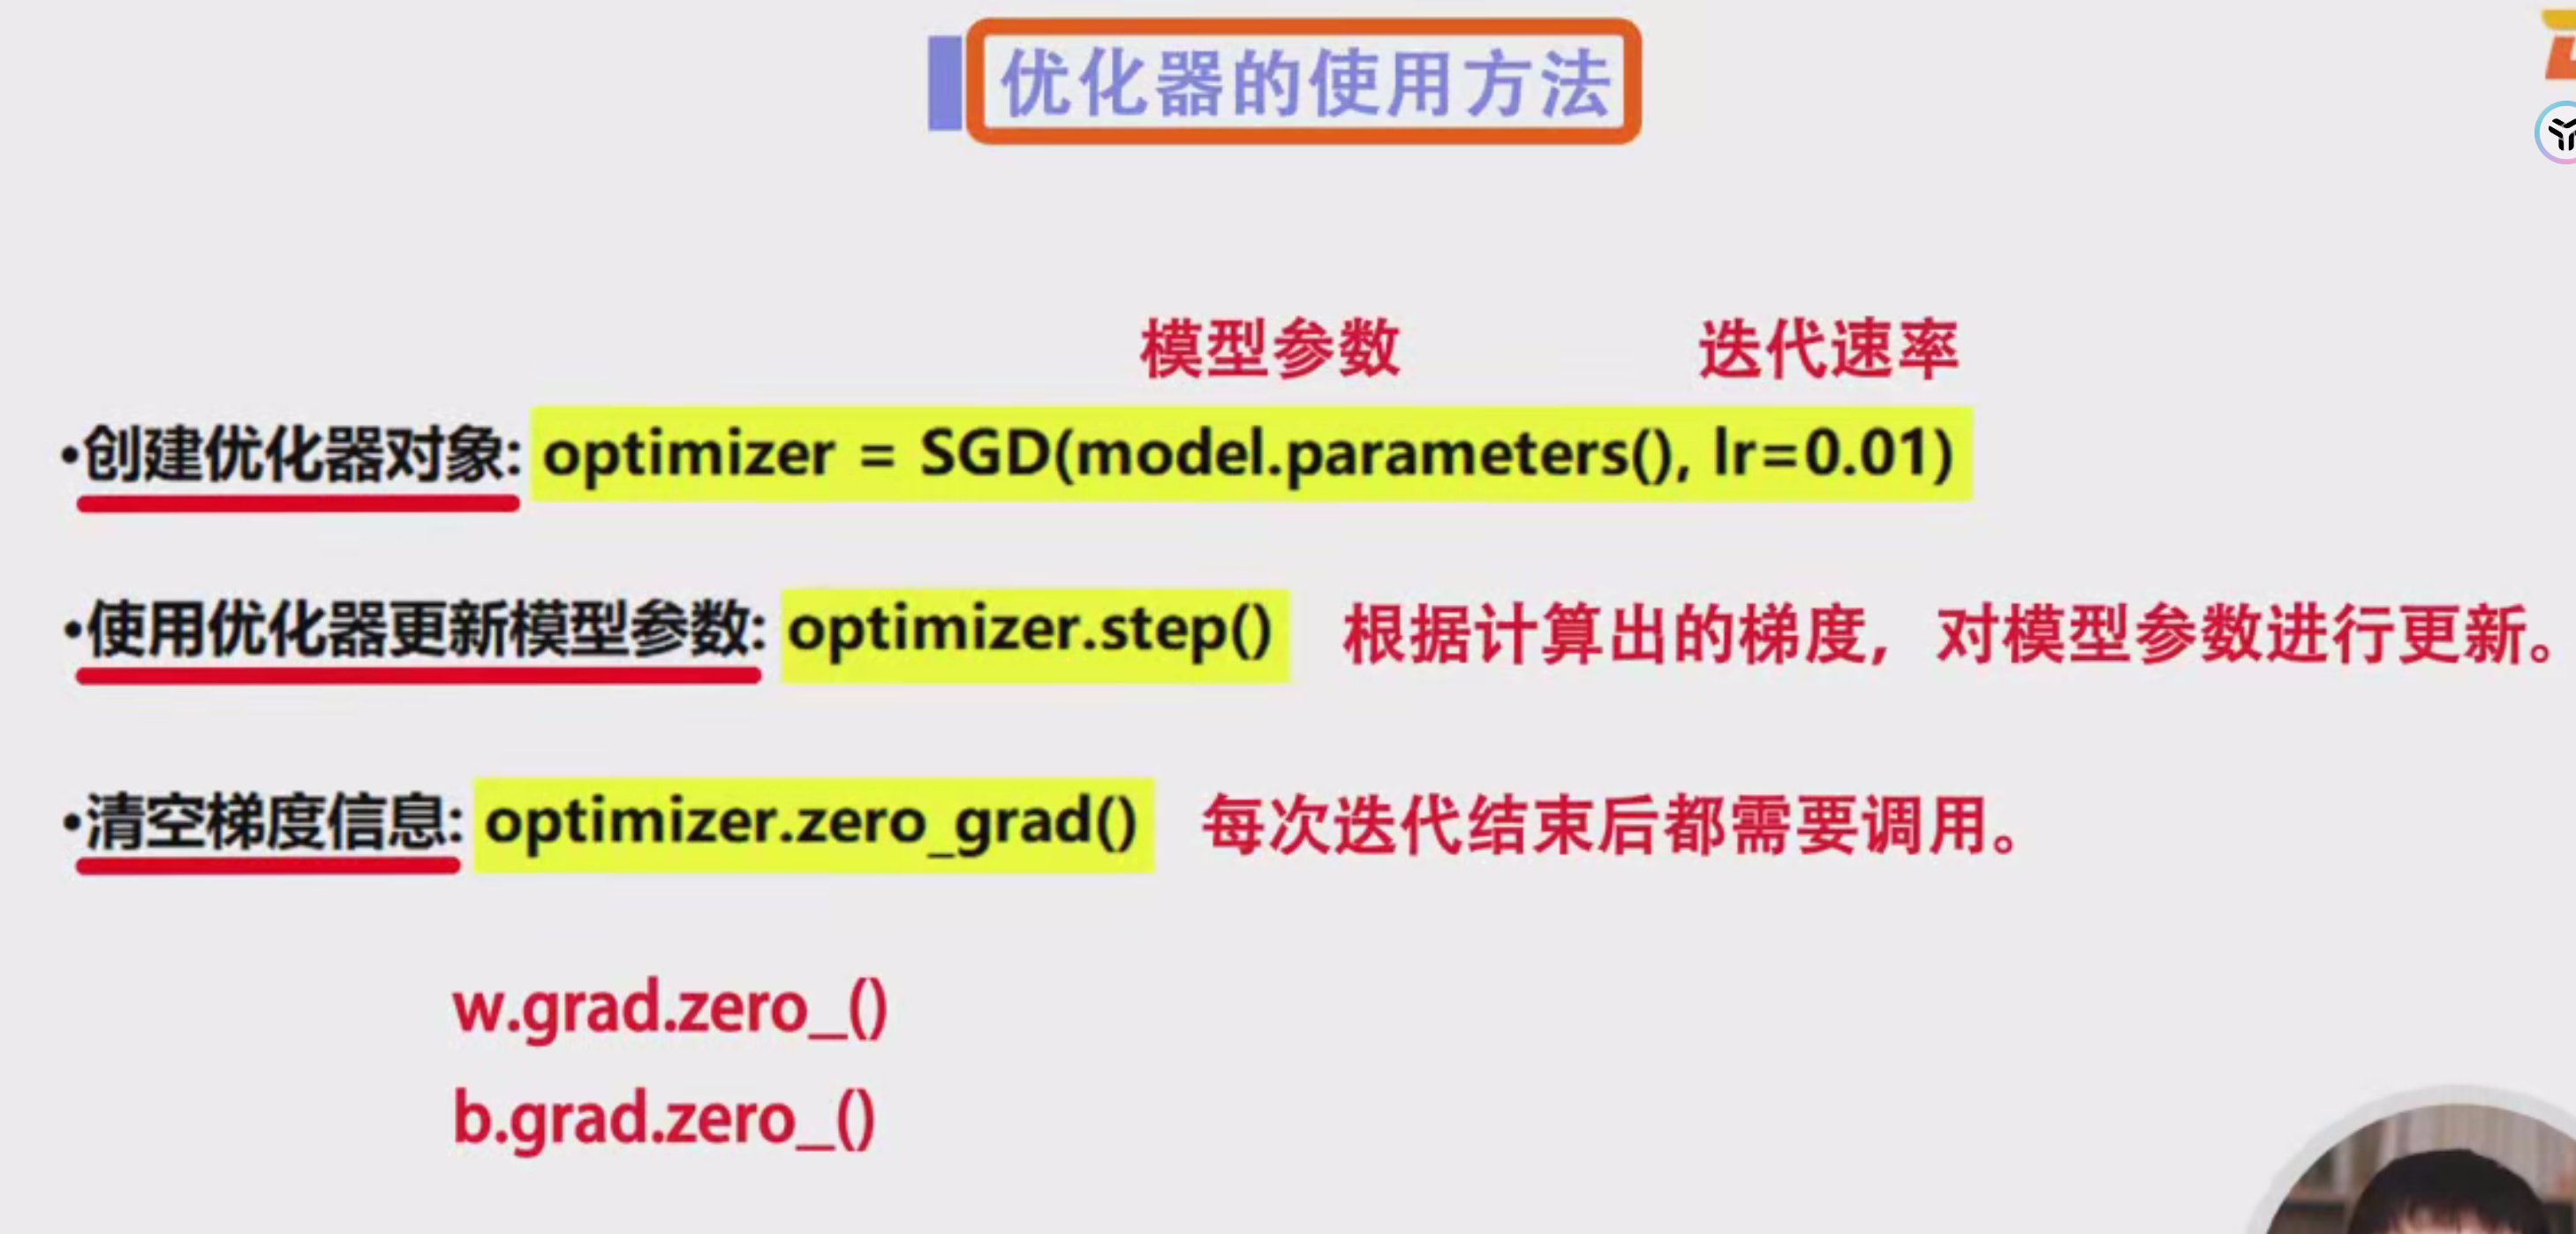 优化器的使用方法
模型参数 迭代速率
•创建优化器对象: optimizer = SGD(model.parameters(), lr=0.01)
•使用优化器更新模型参数: optimizer.step() 根据计算出的梯度，对模型参数进行更新。
•清空梯度信息: optimizer.zero_grad() 每次迭代结束后都需要调用。
w.grad.zero_()
b.grad.zero_()